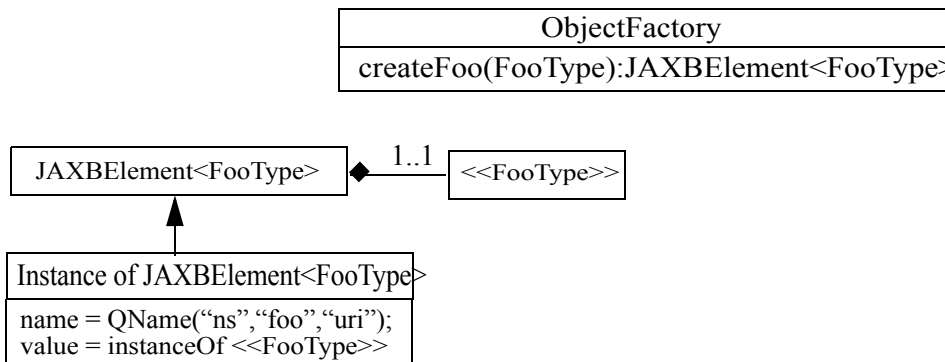 ObjectFactory
createFoo(FooType):JAXBElement<FooType>
JAXBElement<FooType>
1..1
<<FooType>>
Instance of JAXBElement<FooType>
name = QName(“ns”,“foo”,“uri”);
value = instanceOf <<FooType>>